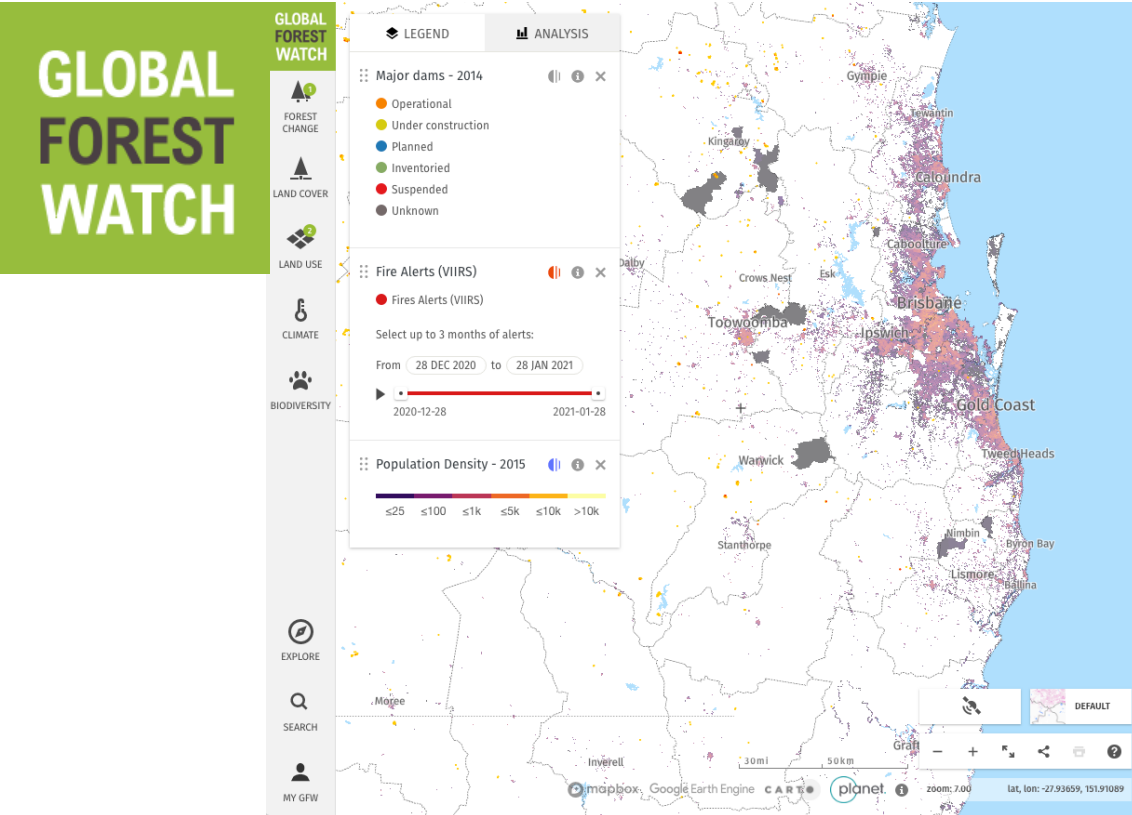 GLOBAL
FOREST
WATCH
GLOBAL
FOREST
WATCH
1
FOREST
CHANGE
LAND COVER
2
LAND USE
CLIMATE
BIODIVERSITY
EXPLORE
SEARCH
MY GFW
LEGEND
ANALYSIS
Major dams - 2014
Operational
Under construction
Planned
Inventoried
Suspended
Unknown
Fire Alerts (VIIRS)
Fires Alerts (VIIRS)
Select up to 3 months of alerts:
From 28 DEC 2020 to 28 JAN 2021
2020-12-28 2021-01-28
Population Density - 2015
≤25 ≤100 ≤1k ≤5k ≤10k >10k
Gympie
Tewantin
Kingaroy
Caloundra
Caboolture
Dalby
Crows Nest
Esk
Brisbane
Toowoomba
Ipswich
Gold Coast
Warwick
Tweed Heads
Stanthorpe
Nimbin
Byron Bay
Lismore
Ballina
Moree
Inverell
Graft
DEFAULT
30mi 50km
mapbox Google Earth Engine CARTO planet.
zoom: 7.00 lat, lon: -27.93659, 151.91089